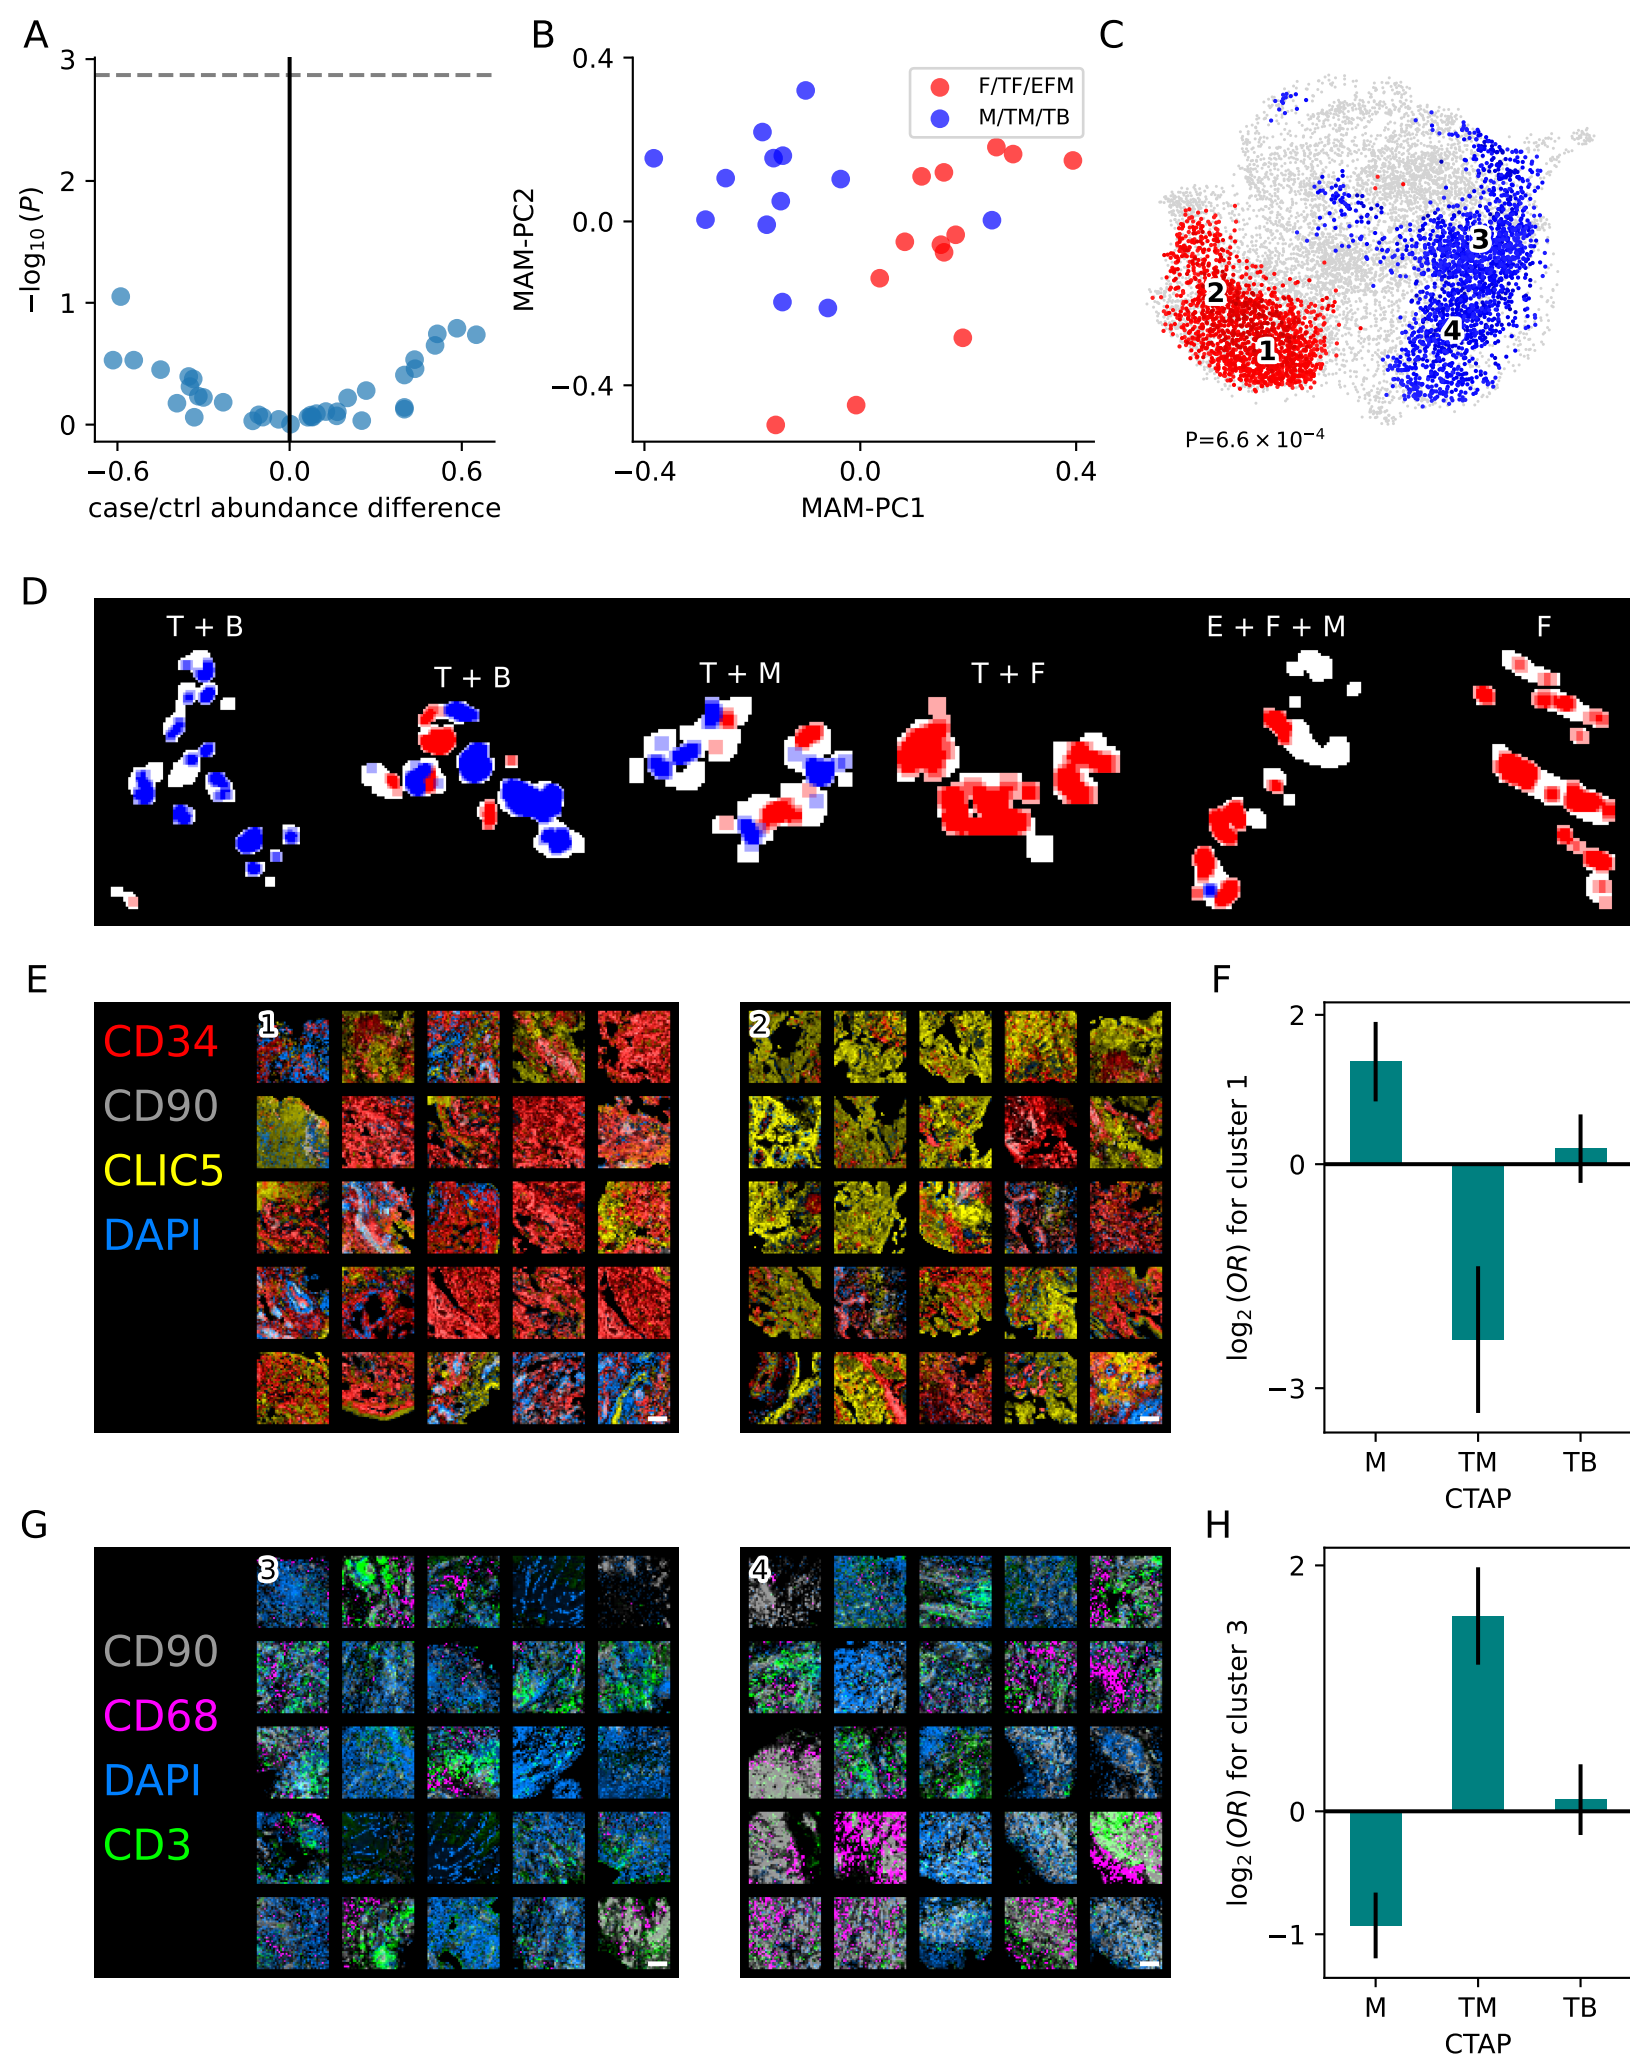 A
3
2
1
0
−log₁₀ (P)
−0.6
0.0
0.6
case/ctrl abundance difference
B
0.4
0.0
−0.4
MAM-PC2
F/TF/EFM
M/TM/TB
−0.4
0.0
0.4
MAM-PC1
C
3
2
4
1
P=6.6 × 10⁻⁴
D
T + B
T + B
T + M
T + F
E + F + M
F
E
CD34
CD90
CLIC5
DAPI
1
2
F
2
0
−3
log₂ (OR) for cluster 1
M
TM
TB
CTAP
G
CD90
CD68
DAPI
CD3
3
4
H
2
0
−1
log₂ (OR) for cluster 3
M
TM
TB
CTAP